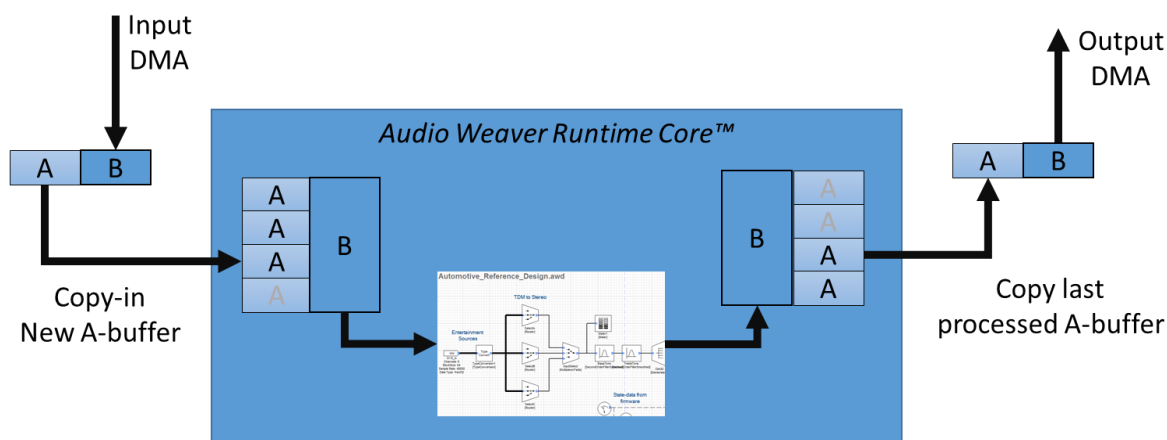 Input
DMA
Output
DMA
Audio Weaver Runtime Core™
A B
A B
A
A
A
A
B
B
A
A
A
A
Copy-in
New A-buffer
Copy last
processed A-buffer
Automotive_Reference_Design.awd
TDM to Stereo
Entertainment
Sources
State-data from
firmware